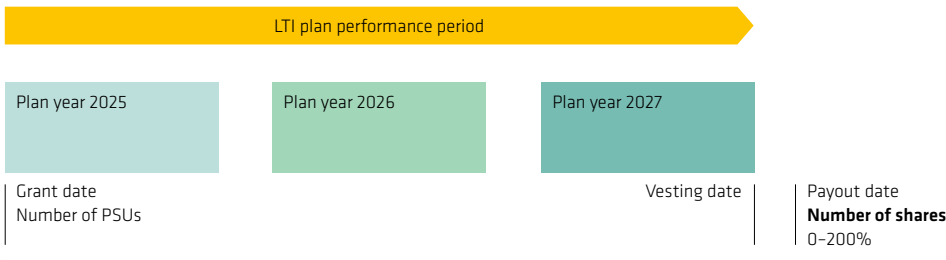 LTI plan performance period
Plan year 2025
Plan year 2026
Plan year 2027
Grant date
Number of PSUs
Vesting date
Payout date
Number of shares
0–200%